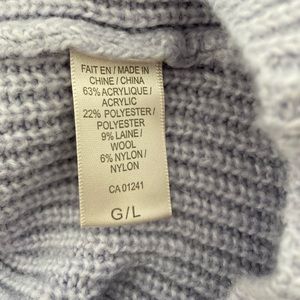 FAIT EN / MADE IN
CHINE / CHINA
63% ACRYLIQUE /
ACRYLIC
22% POLYESTER /
POLYESTER
9% LAINE /
WOOL
6% NYLON /
NYLON
CA 01241
G/L